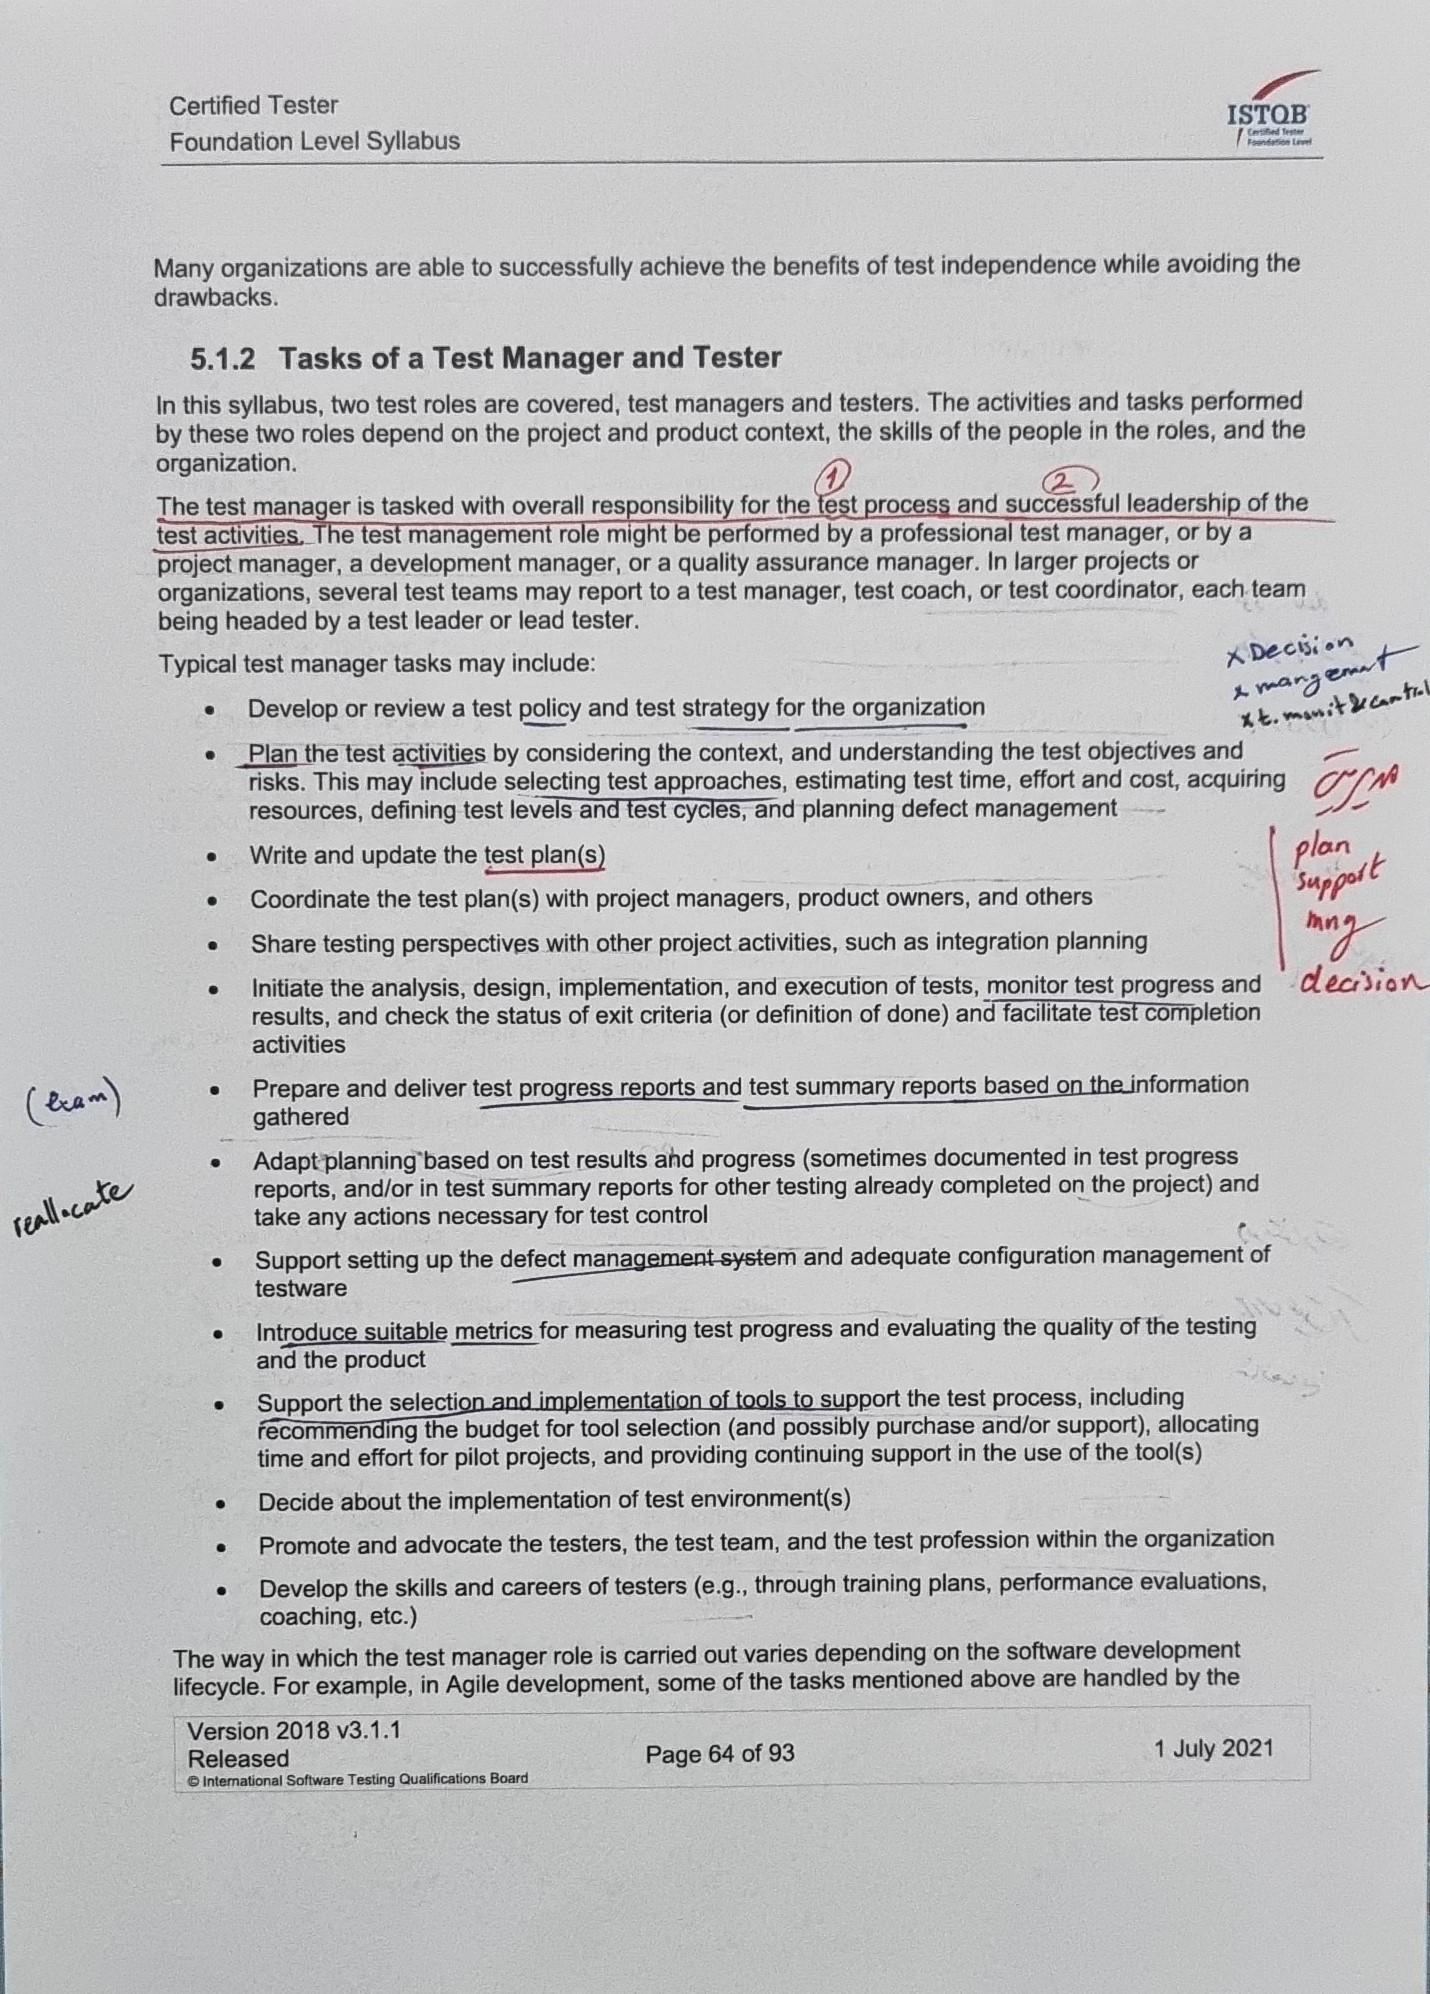 Certified Tester
Foundation Level Syllabus
ISTQB
Certified Tester
Foundation Level
Many organizations are able to successfully achieve the benefits of test independence while avoiding the
drawbacks.
5.1.2 Tasks of a Test Manager and Tester
In this syllabus, two test roles are covered, test managers and testers. The activities and tasks performed
by these two roles depend on the project and product context, the skills of the people in the roles, and the
organization.
1 2
The test manager is tasked with overall responsibility for the test process and successful leadership of the
test activities. The test management role might be performed by a professional test manager, or by a
project manager, a development manager, or a quality assurance manager. In larger projects or
organizations, several test teams may report to a test manager, test coach, or test coordinator, each team
being headed by a test leader or lead tester.
Typical test manager tasks may include:
x Decision
x mangemant
x t. monit & control
• Develop or review a test policy and test strategy for the organization
• Plan the test activities by considering the context, and understanding the test objectives and
risks. This may include selecting test approaches, estimating test time, effort and cost, acquiring
resources, defining test levels and test cycles, and planning defect management
• Write and update the test plan(s)
plan
support
mng
decision
• Coordinate the test plan(s) with project managers, product owners, and others
• Share testing perspectives with other project activities, such as integration planning
• Initiate the analysis, design, implementation, and execution of tests, monitor test progress and
results, and check the status of exit criteria (or definition of done) and facilitate test completion
activities
(exam)
• Prepare and deliver test progress reports and test summary reports based on the information
gathered
reallocate
• Adapt planning based on test results and progress (sometimes documented in test progress
reports, and/or in test summary reports for other testing already completed on the project) and
take any actions necessary for test control
• Support setting up the defect management system and adequate configuration management of
testware
• Introduce suitable metrics for measuring test progress and evaluating the quality of the testing
and the product
• Support the selection and implementation of tools to support the test process, including
recommending the budget for tool selection (and possibly purchase and/or support), allocating
time and effort for pilot projects, and providing continuing support in the use of the tool(s)
• Decide about the implementation of test environment(s)
• Promote and advocate the testers, the test team, and the test profession within the organization
• Develop the skills and careers of testers (e.g., through training plans, performance evaluations,
coaching, etc.)
The way in which the test manager role is carried out varies depending on the software development
lifecycle. For example, in Agile development, some of the tasks mentioned above are handled by the
Version 2018 v3.1.1
Released
© International Software Testing Qualifications Board
Page 64 of 93
1 July 2021